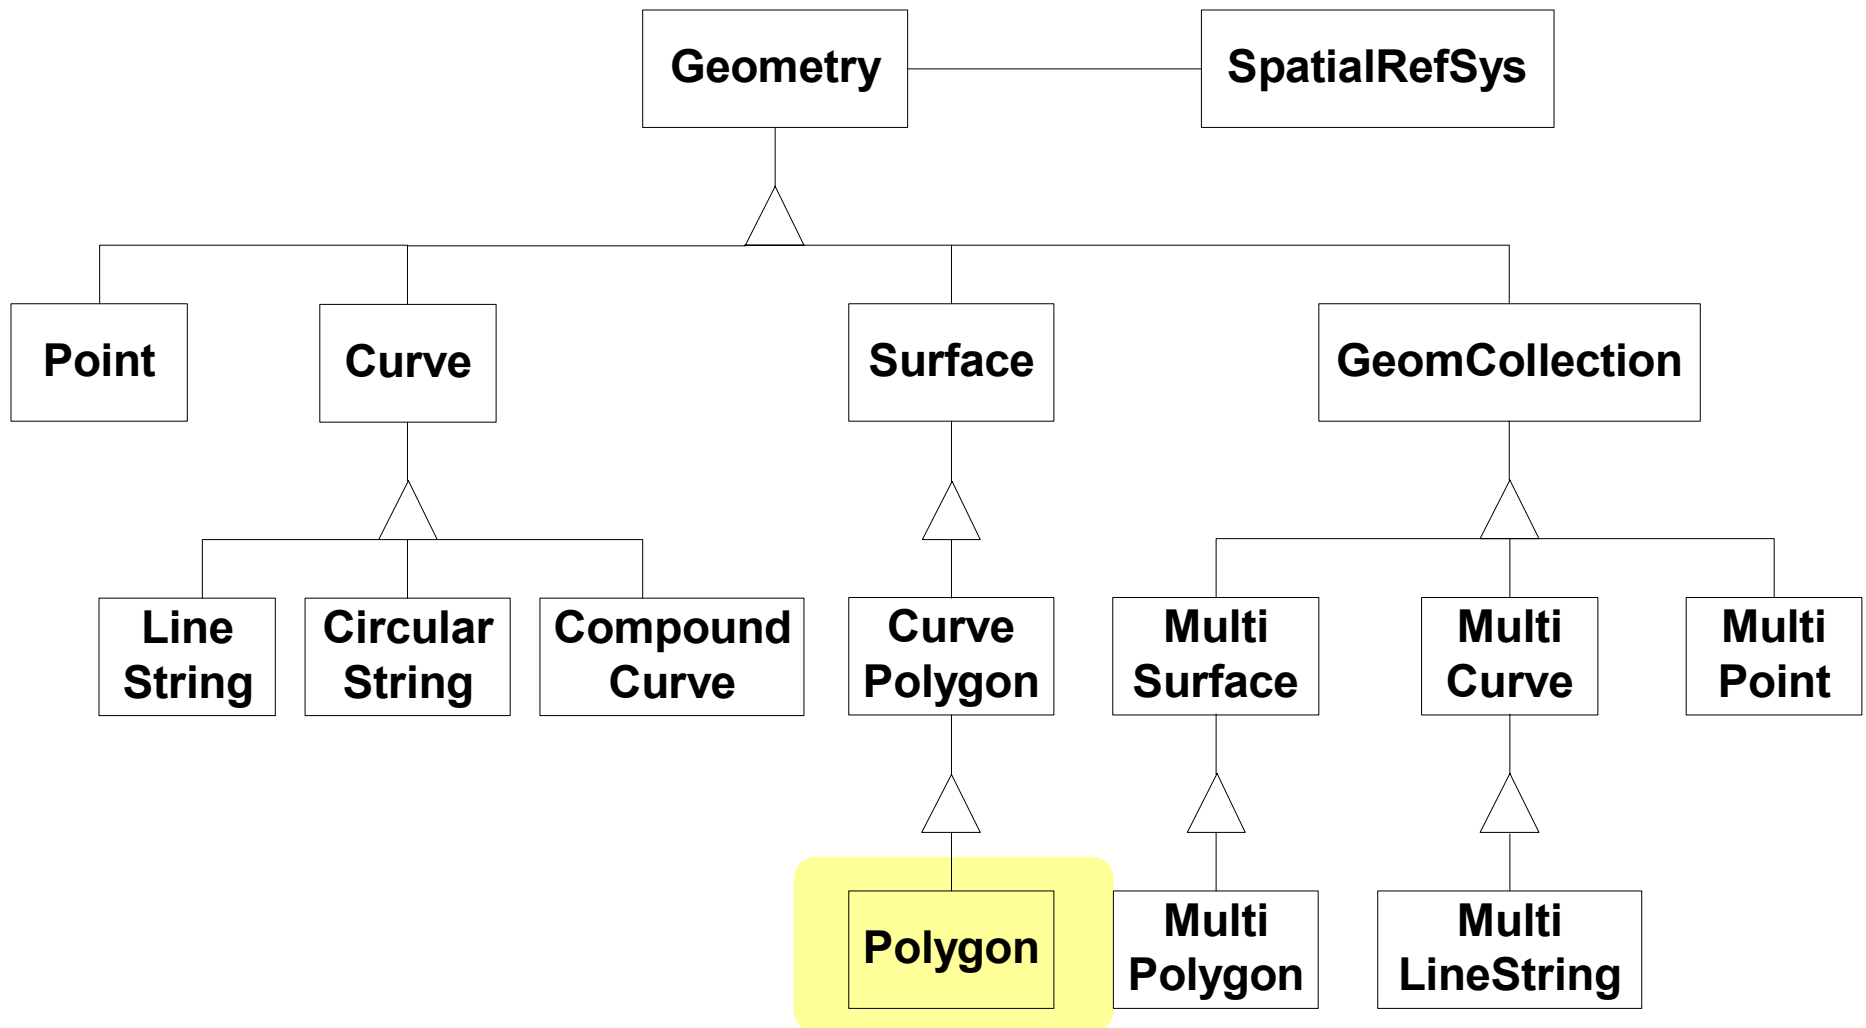 Geometry
SpatialRefSys
Point
Curve
Surface
GeomCollection
Line
String
Circular
String
Compound
Curve
Curve
Polygon
Multi
Surface
Multi
Curve
Multi
Point
Polygon
Multi
Polygon
Multi
LineString